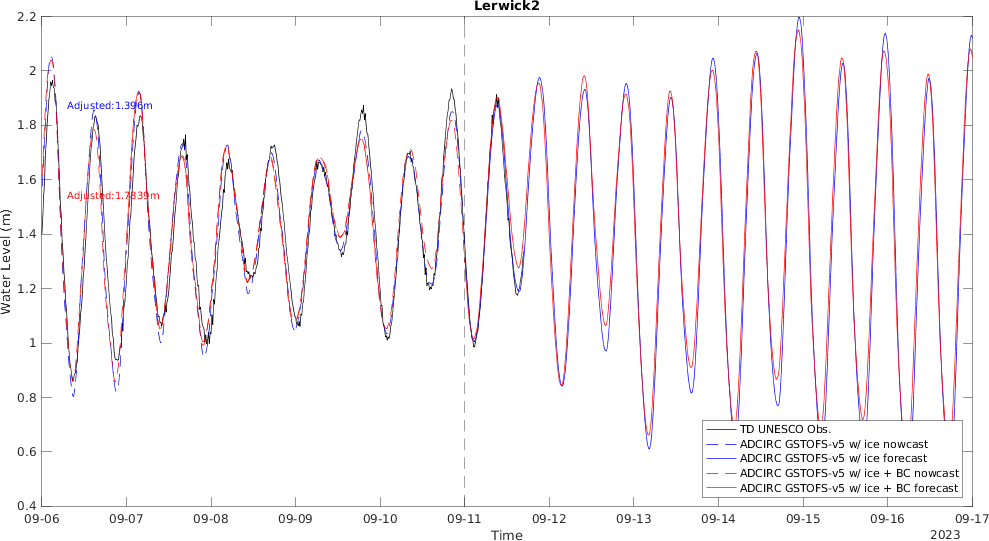 Lerwick2
2.2
2
1.8
1.6
1.4
1.2
1
0.8
0.6
0.4
Water Level (m)
Adjusted:1.396m
Adjusted:1.7839m
TD UNESCO Obs.
ADCIRC GSTOFS-v5 w/ ice nowcast
ADCIRC GSTOFS-v5 w/ ice forecast
ADCIRC GSTOFS-v5 w/ ice + BC nowcast
ADCIRC GSTOFS-v5 w/ ice + BC forecast
09-06 09-07 09-08 09-09 09-10 09-11 09-12 09-13 09-14 09-15 09-16 09-17
Time
2023